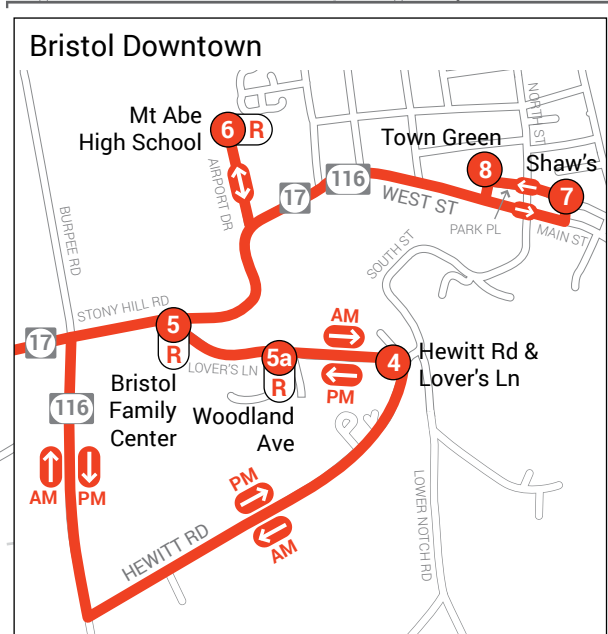 Bristol Downtown
Mt Abe
High School
6
R
AIRPORT DR
17
116
WEST ST
Town Green
8
Shaw's
7
NORTH ST
PARK PL
MAIN ST
SOUTH ST
BURPEE RD
STONY HILL RD
17
5
R
Bristol
Family
Center
LOVER'S LN
5a
R
Woodland
Ave
AM
PM
4
Hewitt Rd &
Lover's Ln
116
AM
PM
PM
AM
HEWITT RD
LOWER NOTCH RD